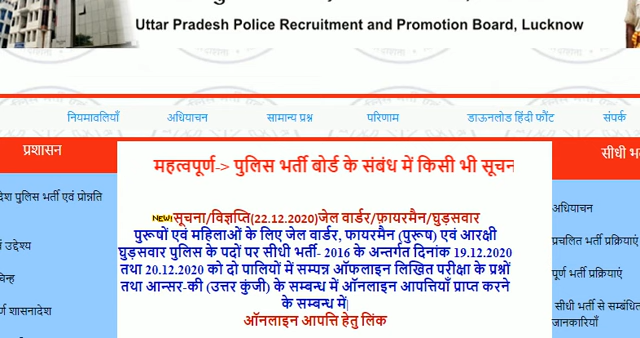 Uttar Pradesh Police Recruitment and Promotion Board, Lucknow
नियमावलियाँ अधियाचन सामान्य प्रश्न परिणाम डाऊनलोड हिंदी फौंट संपर्क
प्रशासन
महत्वपूर्ण-> पुलिस भर्ती बोर्ड के संबंध में किसी भी सूचन
सीधी भ
पुलिस भर्ती एवं प्रोन्नति
उद्देश्य
शासनादेश
NEW! सूचना/विज्ञप्ति(22.12.2020)जेल वार्डर/फ़ायरमैन/घुड़सवार
पुरूषों एवं महिलाओं के लिए जेल वार्डर, फायरमैन (पुरूष) एवं आरक्षी
घुड़सवार पुलिस के पदों पर सीधी भर्ती- 2016 के अन्तर्गत दिनांक 19.12.2020
तथा 20.12.2020 को दो पालियों में सम्पन्न ऑफलाइन लिखित परीक्षा के प्रश्नों
तथा आन्सर-की (उत्तर कुंजी) के सम्बन्ध में ऑनलाइन आपत्तियाँ प्राप्त करने
के सम्बन्ध में|
ऑनलाइन आपत्ति हेतु लिंक
अधियाचन
प्रचलित भर्ती प्रक्रियाएं
पूर्ण भर्ती प्रक्रियाएं
सीधी भर्ती से सम्बंधित
जानकारियाँ